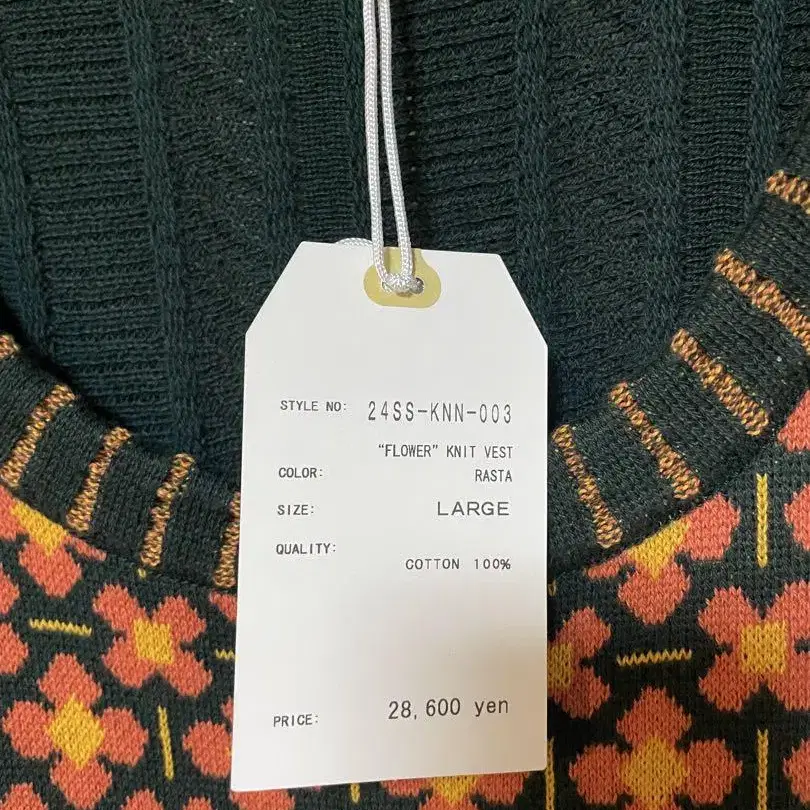 STYLE NO: 24SS-KNN-003
“FLOWER” KNIT VEST
COLOR: RASTA
SIZE: LARGE
QUALITY:
COTTON 100%
PRICE: 28,600 yen